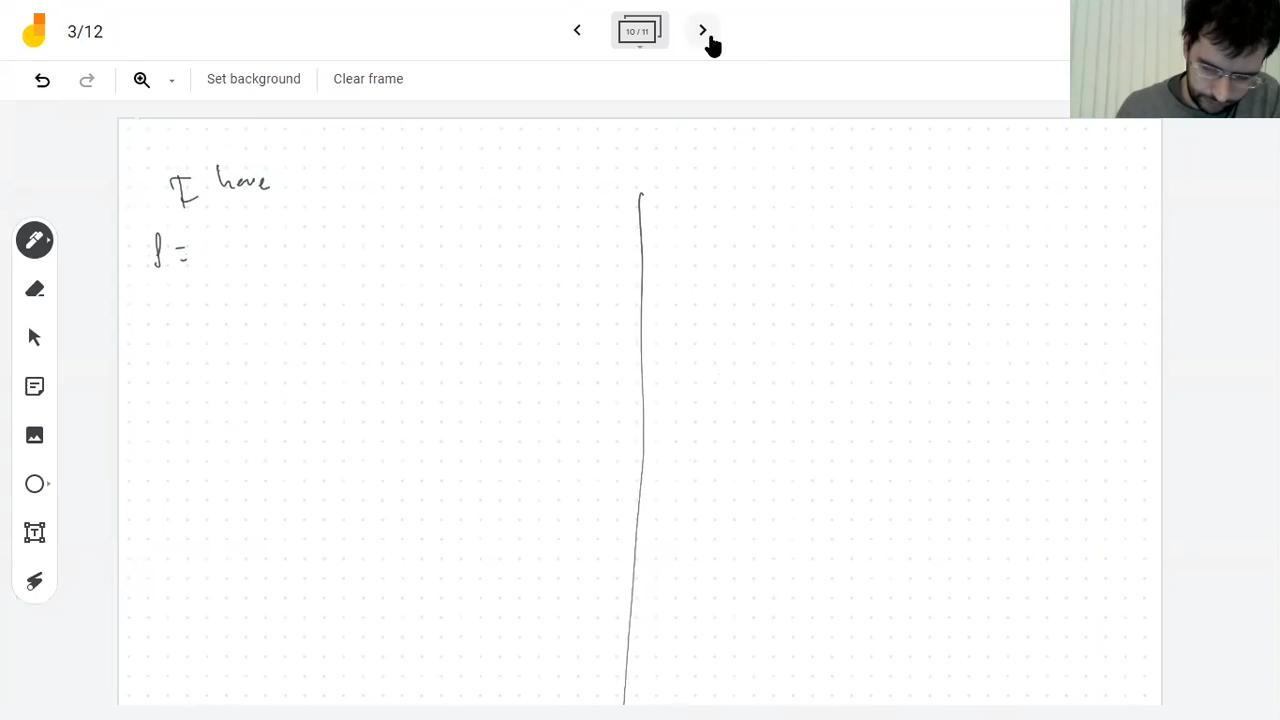 3/12
10 / 11
Set background
Clear frame
I have
f =